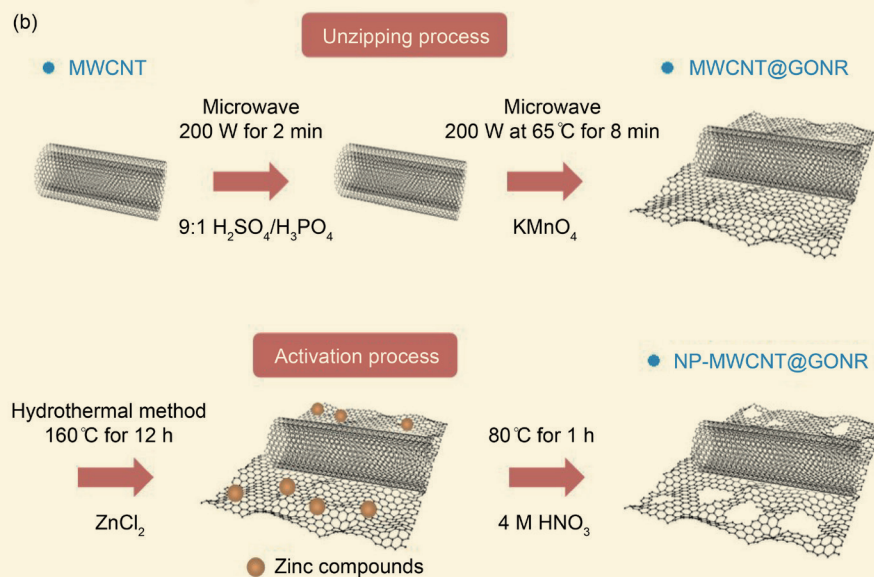 (b)
Unzipping process
MWCNT
MWCNT@GONR
Microwave
200 W for 2 min
9:1 H₂SO₄/H₃PO₄
Microwave
200 W at 65℃ for 8 min
KMnO₄
Activation process
NP-MWCNT@GONR
Hydrothermal method
160℃ for 12 h
ZnCl₂
80℃ for 1 h
4 M HNO₃
Zinc compounds